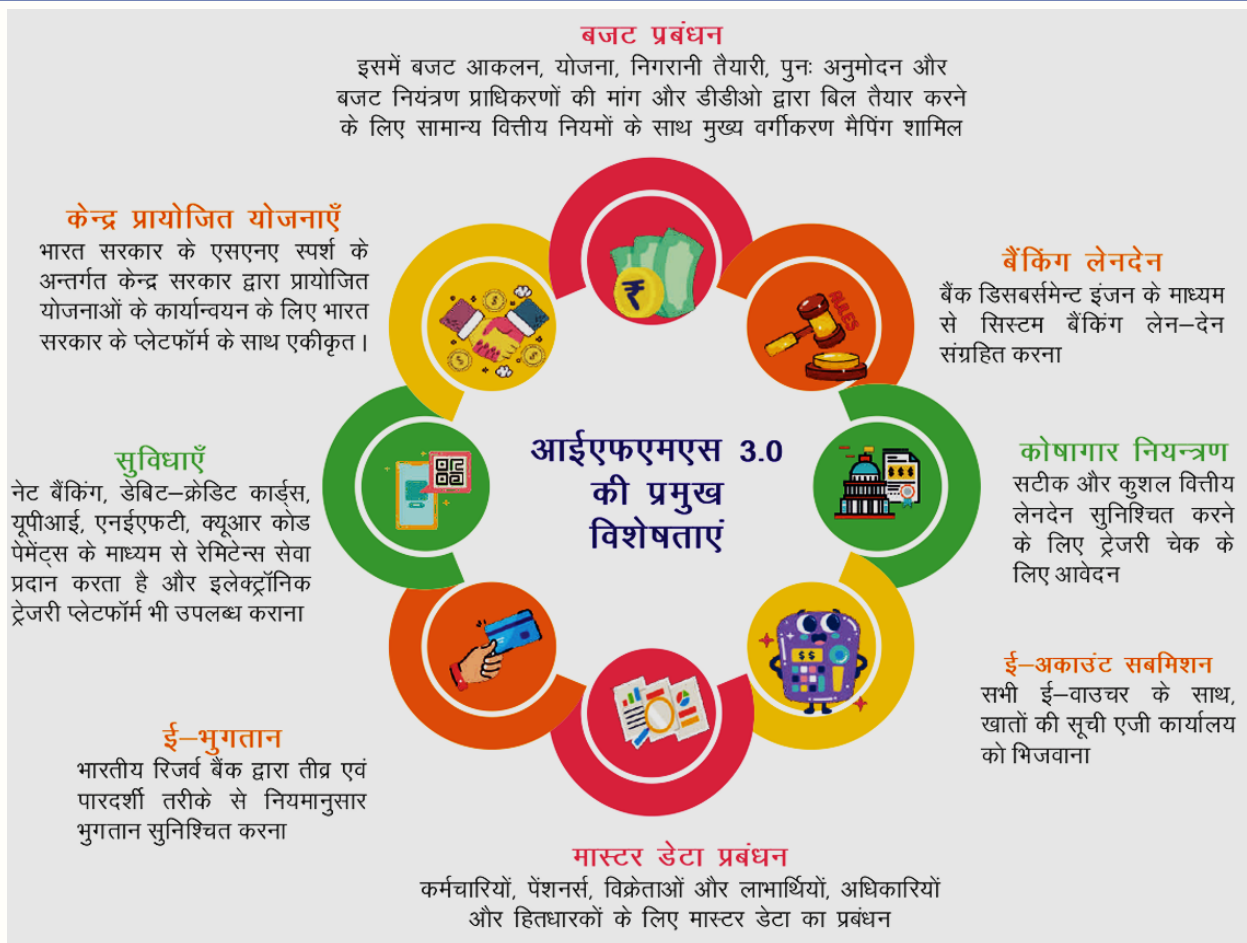 बजट प्रबंधन
इसमें बजट आकलन, योजना, निगरानी तैयारी, पुनः अनुमोदन और
बजट नियंत्रण प्राधिकरणों की मांग और डीडीओ द्वारा बिल तैयार करने
के लिए सामान्य वित्तीय नियमों के साथ मुख्य वर्गीकरण मैपिंग शामिल
केन्द्र प्रायोजित योजनाएँ
भारत सरकार के एसएनए स्पर्श के
अन्तर्गत केन्द्र सरकार द्वारा प्रायोजित
योजनाओं के कार्यान्वयन के लिए भारत
सरकार के प्लेटफॉर्म के साथ एकीकृत।
बैंकिंग लेनदेन
बैंक डिसबर्समेन्ट इंजन के माध्यम
से सिस्टम बैंकिंग लेन–देन
संग्रहित करना
RULES
सुविधाएँ
नेट बैंकिंग, डेबिट–क्रेडिट कार्ड्स,
यूपीआई, एनईएफटी, क्यूआर कोड
पेमेंट्स के माध्यम से रेमिटेन्स सेवा
प्रदान करता है और इलेक्ट्रॉनिक
ट्रेजरी प्लेटफॉर्म भी उपलब्ध कराना
आईएफएमएस 3.0
की प्रमुख
विशेषताएं
कोषागार नियन्त्रण
सटीक और कुशल वित्तीय
लेनदेन सुनिश्चित करने
के लिए ट्रेजरी चेक के
लिए आवेदन
ई–भुगतान
भारतीय रिजर्व बैंक द्वारा तीव्र एवं
पारदर्शी तरीके से नियमानुसार
भुगतान सुनिश्चित करना
ई–अकाउंट सबमिशन
सभी ई–वाउचर के साथ,
खातों की सूची एजी कार्यालय
को भिजवाना
मास्टर डेटा प्रबंधन
कर्मचारियों, पेंशनर्स, विक्रेताओं और लाभार्थियों, अधिकारियों
और हितधारकों के लिए मास्टर डेटा का प्रबंधन